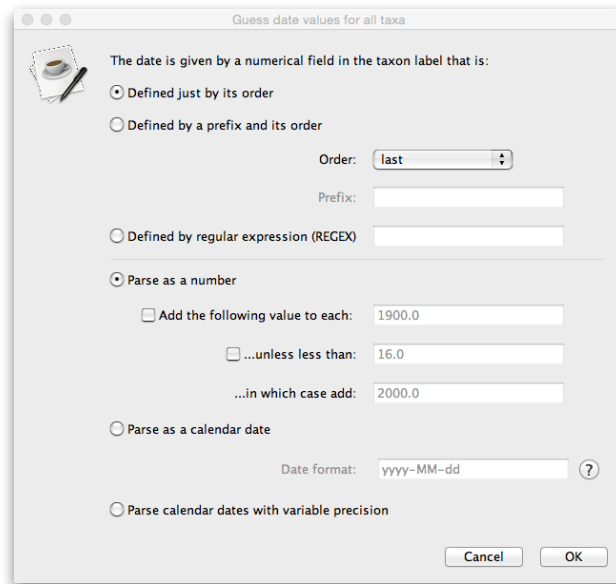 Guess date values for all taxa
The date is given by a numerical field in the taxon label that is:
Defined just by its order
Defined by a prefix and its order
Order: last
Prefix:
Defined by regular expression (REGEX)
Parse as a number
Add the following value to each: 1900.0
...unless less than: 16.0
...in which case add: 2000.0
Parse as a calendar date
Date format: yyyy-MM-dd ?
Parse calendar dates with variable precision
Cancel OK